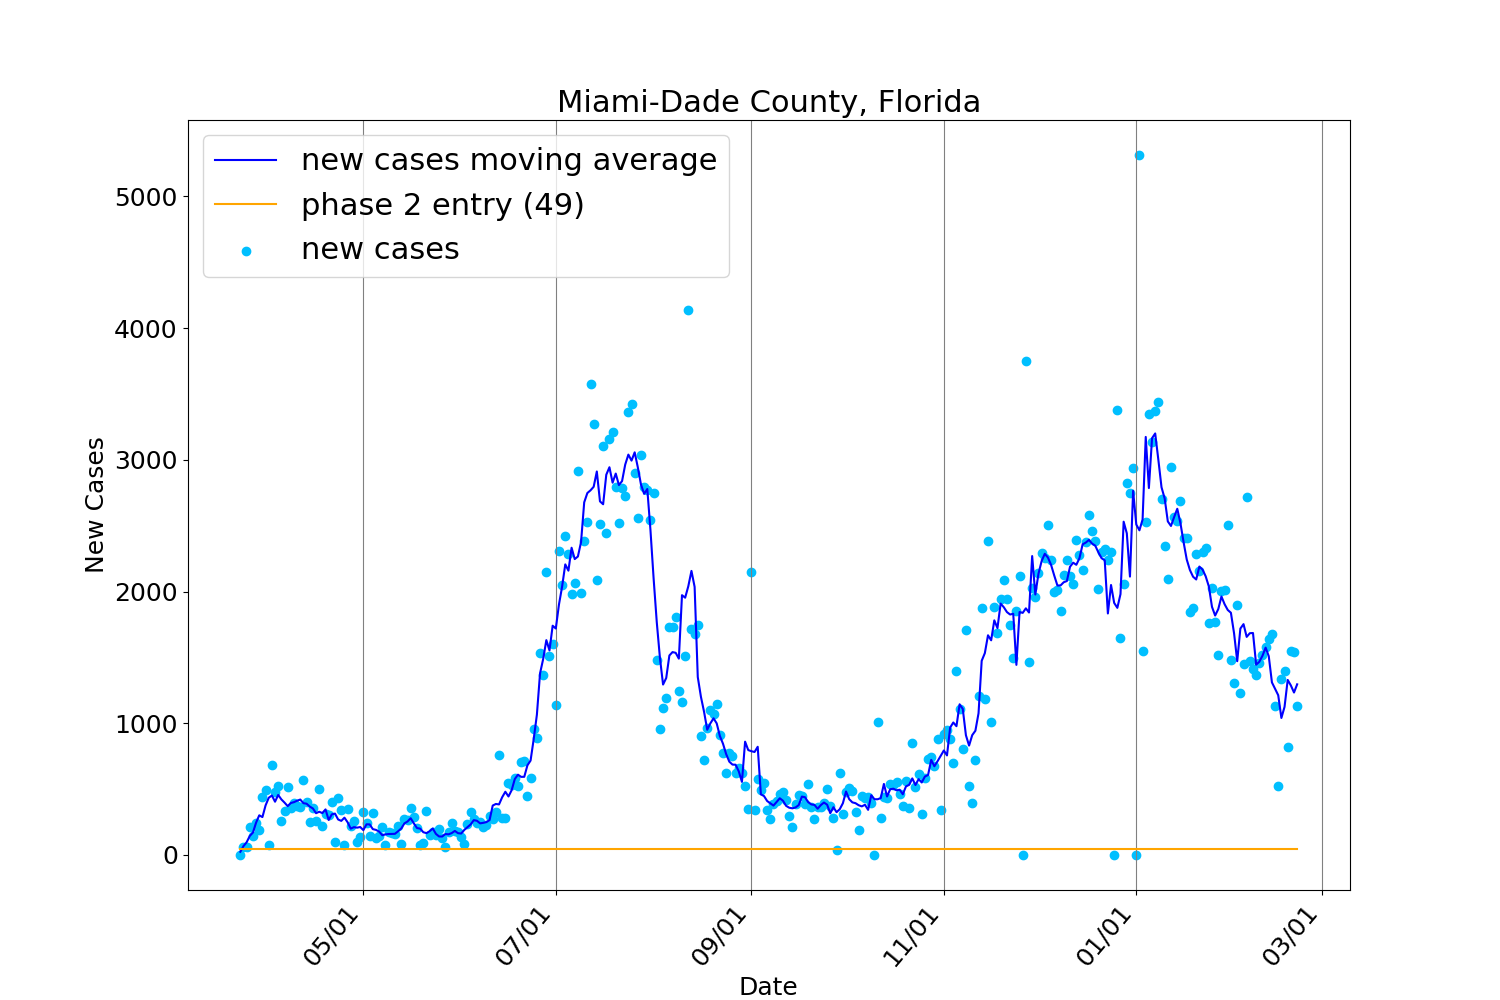 Miami-Dade County, Florida
new cases moving average
phase 2 entry (49)
new cases
5000
4000
3000
2000
1000
0
New Cases
05/01
07/01
09/01
11/01
01/01
03/01
Date